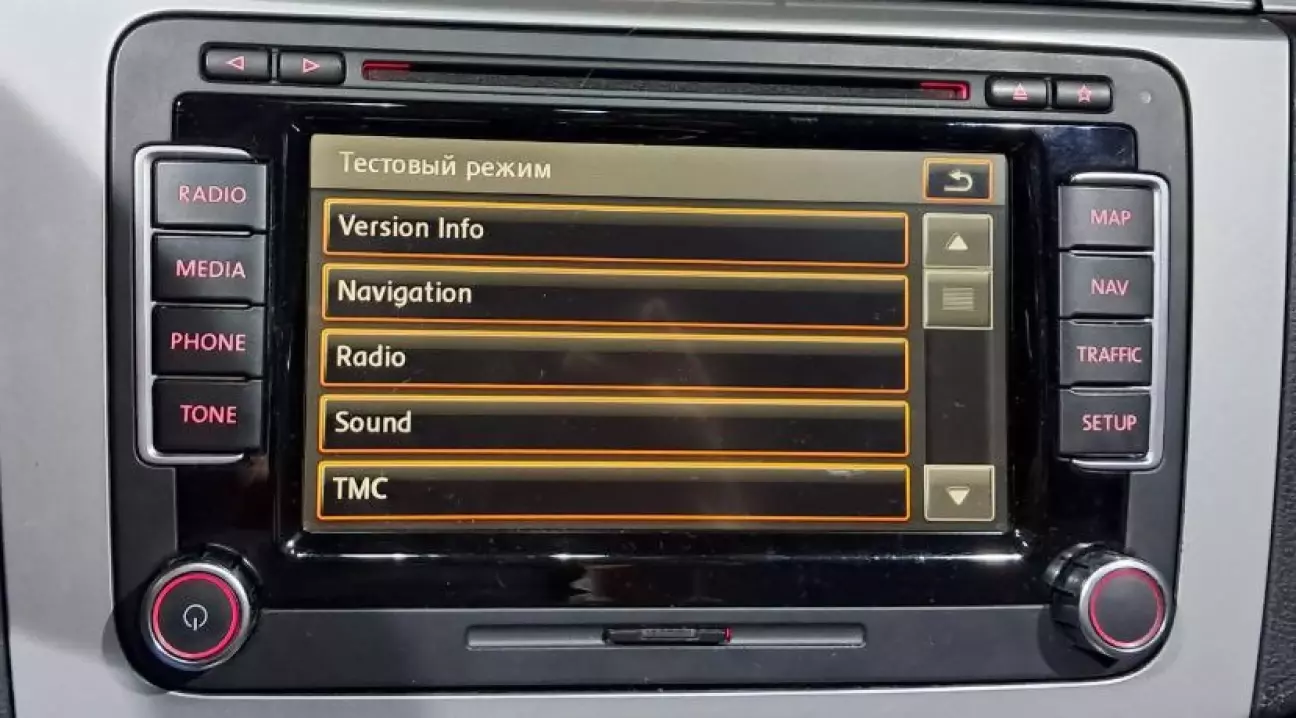 Тестовый режим
Version Info
Navigation
Radio
Sound
TMC
RADIO
MEDIA
PHONE
TONE
MAP
NAV
TRAFFIC
SETUP